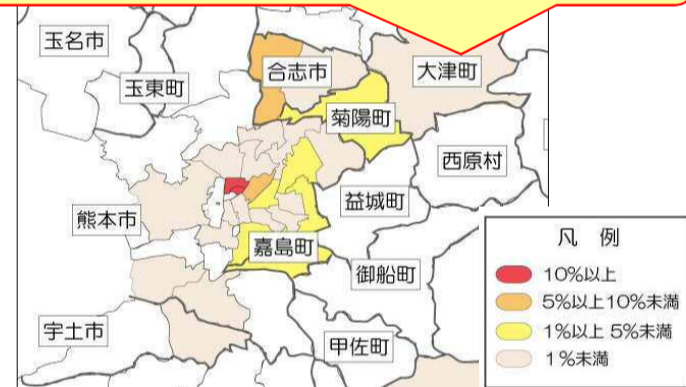 玉名市
玉東町
合志市
大津町
菊陽町
西原村
益城町
熊本市
嘉島町
御船町
宇土市
甲佐町
凡 例
10%以上
5%以上10%未満
1%以上 5%未満
1%未満